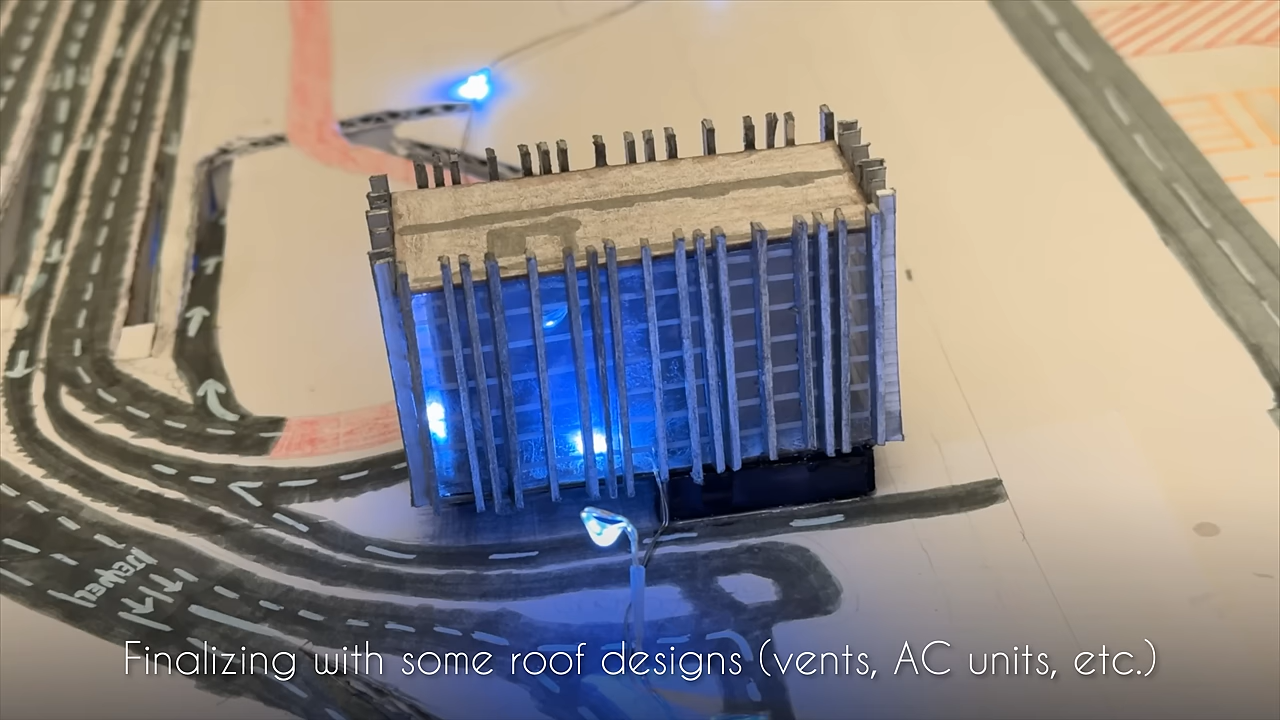 Finalizing with some roof designs (vents, AC units, etc.)